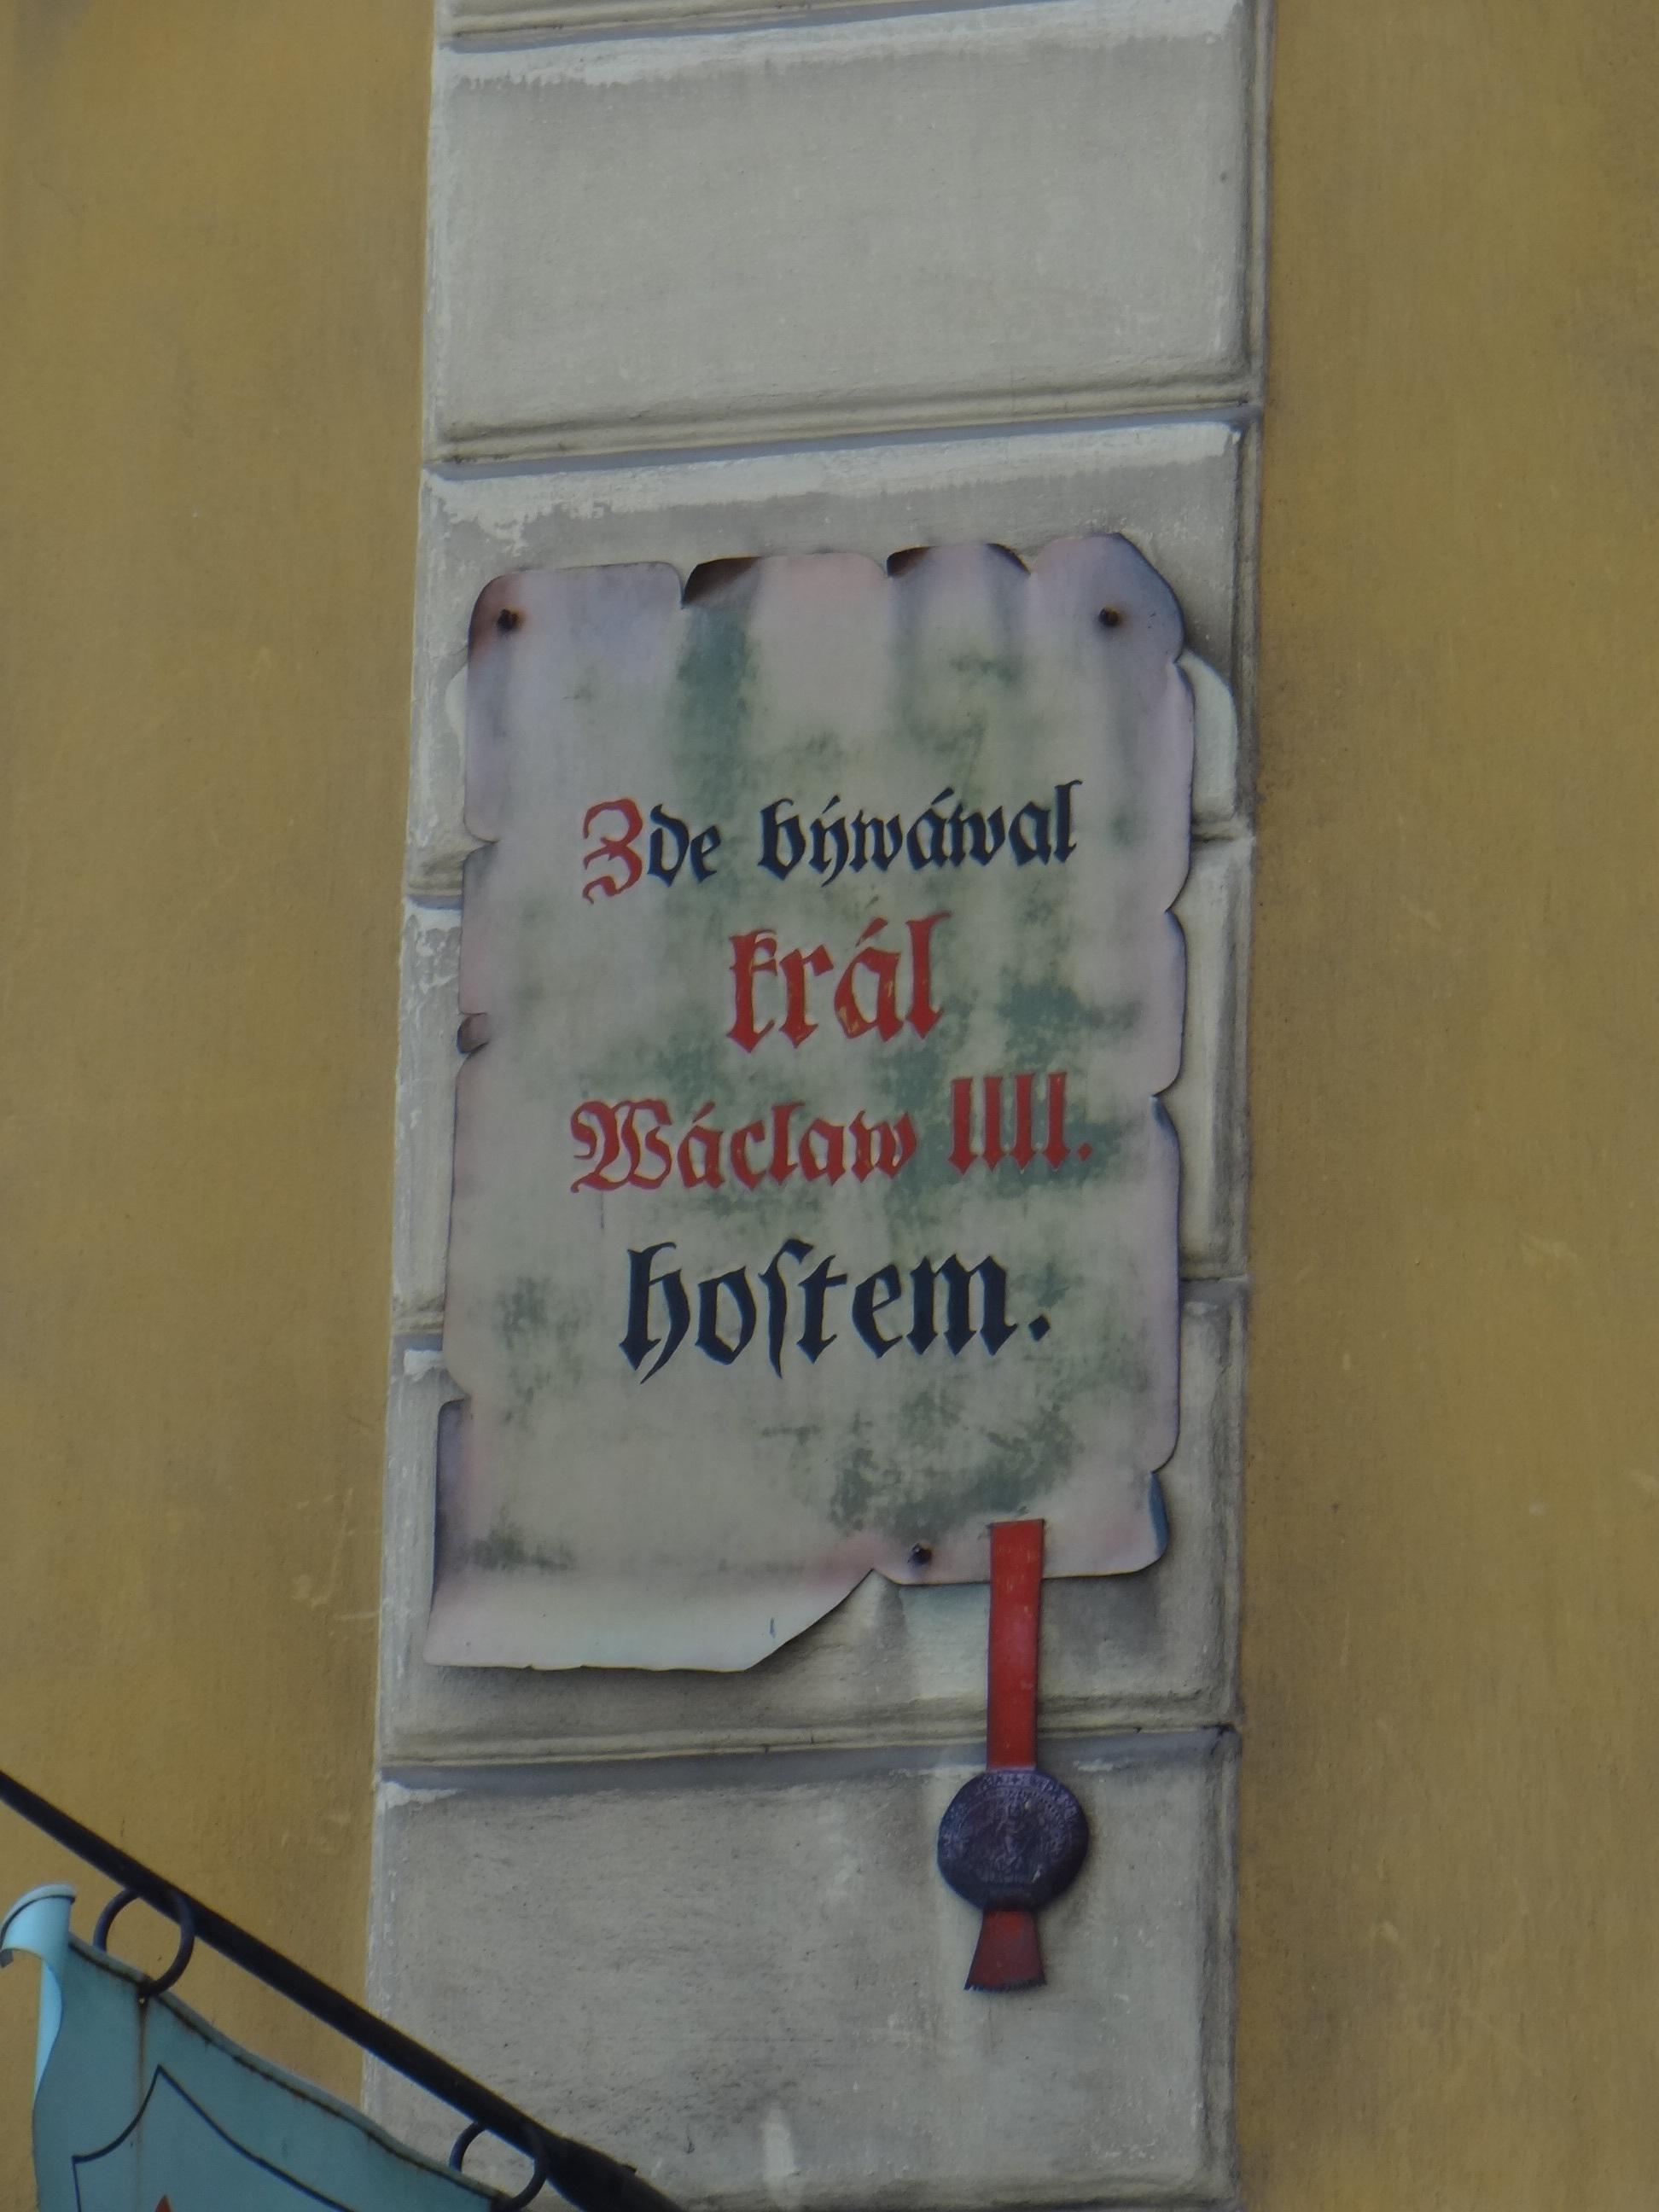 Zde býwáwal
král
Wáclaw IIII.
hoſtem.